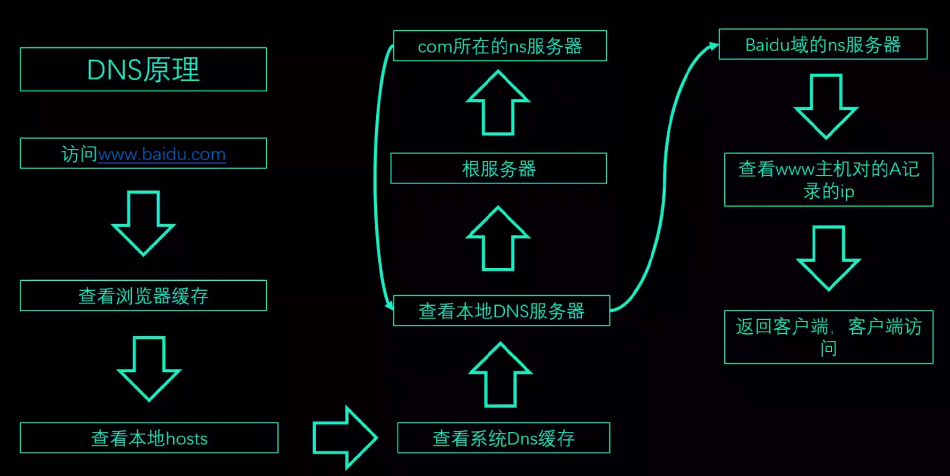 DNS原理
访问www.baidu.com
查看浏览器缓存
查看本地hosts
查看系统Dns缓存
查看本地DNS服务器
根服务器
com所在的ns服务器
Baidu域的ns服务器
查看www主机对的A记
录的ip
返回客户端，客户端访
问